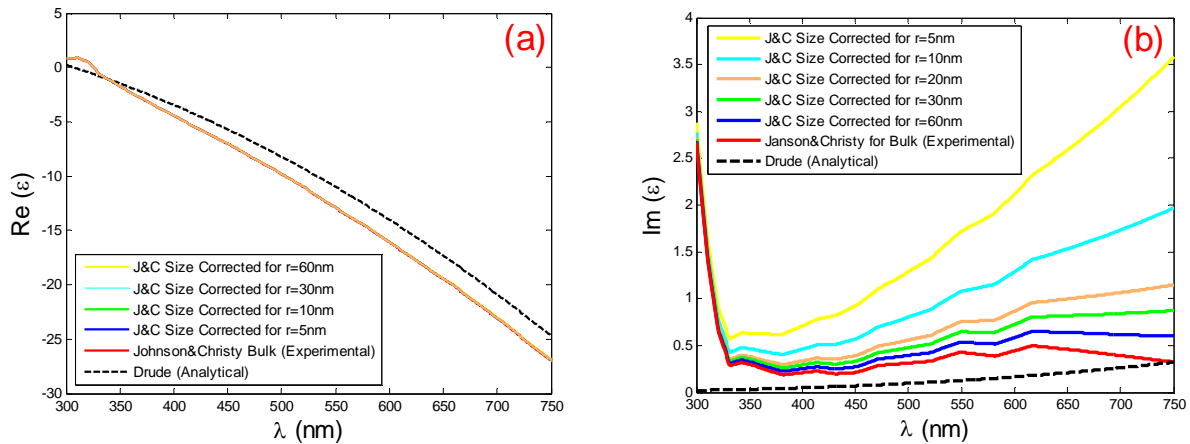 (a)
5
0
-5
-10
-15
-20
-25
-30
Re (ε)
J&C Size Corrected for r=60nm
J&C Size Corrected for r=30nm
J&C Size Corrected for r=10nm
J&C Size Corrected for r=5nm
Johnson&Christy Bulk (Experimental)
Drude (Analytical)
300 350 400 450 500 550 600 650 700 750
λ (nm)
(b)
4
3.5
3
2.5
2
1.5
1
0.5
0
Im (ε)
J&C Size Corrected for r=5nm
J&C Size Corrected for r=10nm
J&C Size Corrected for r=20nm
J&C Size Corrected for r=30nm
J&C Size Corrected for r=60nm
Janson&Christy for Bulk (Experimental)
Drude (Analytical)
300 350 400 450 500 550 600 650 700 750
λ (nm)